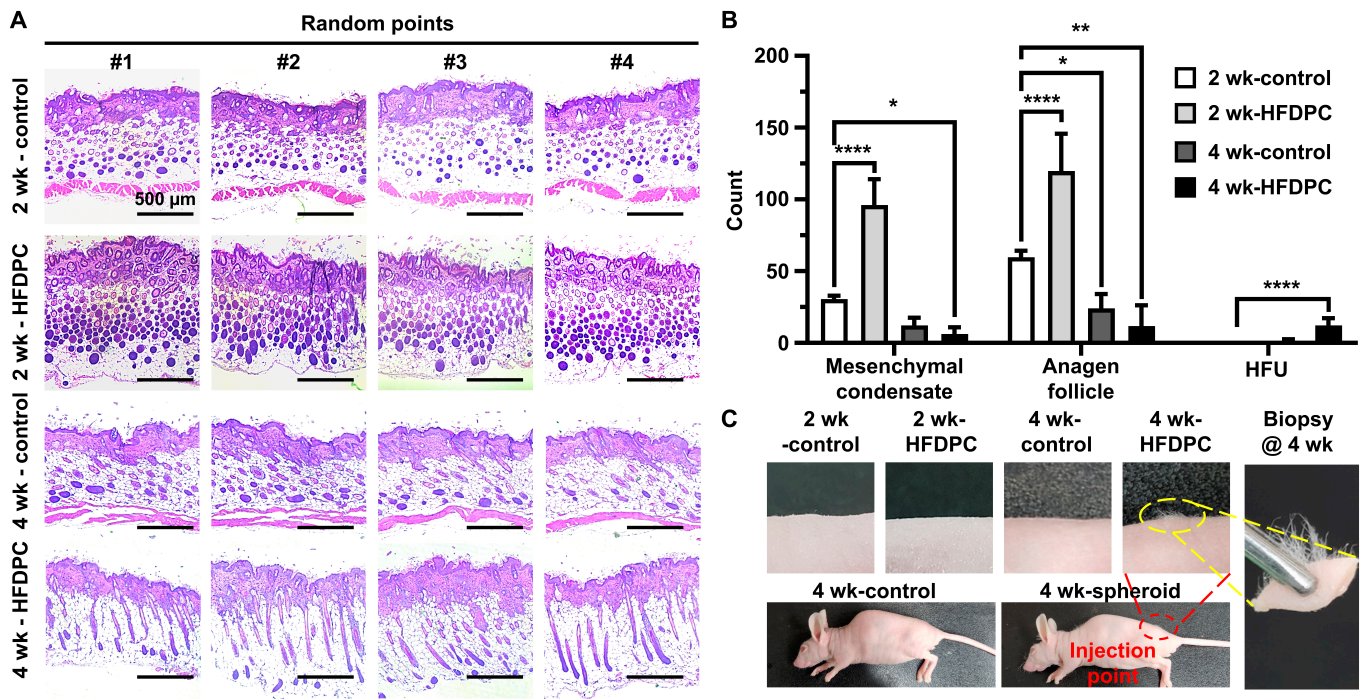 A
Random points
#1
#2
#3
#4
2 wk - control
500 μm
2 wk - HFDPC
4 wk - control
4 wk - HFDPC
B
Count
200
150
100
50
0
*
****
**
*
****
****
2 wk-control
2 wk-HFDPC
4 wk-control
4 wk-HFDPC
Mesenchymal
condensate
Anagen
follicle
HFU
C
2 wk
-control
2 wk-
HFDPC
4 wk-
control
4 wk-
HFDPC
Biopsy
@ 4 wk
4 wk-control
4 wk-spheroid
Injection
point